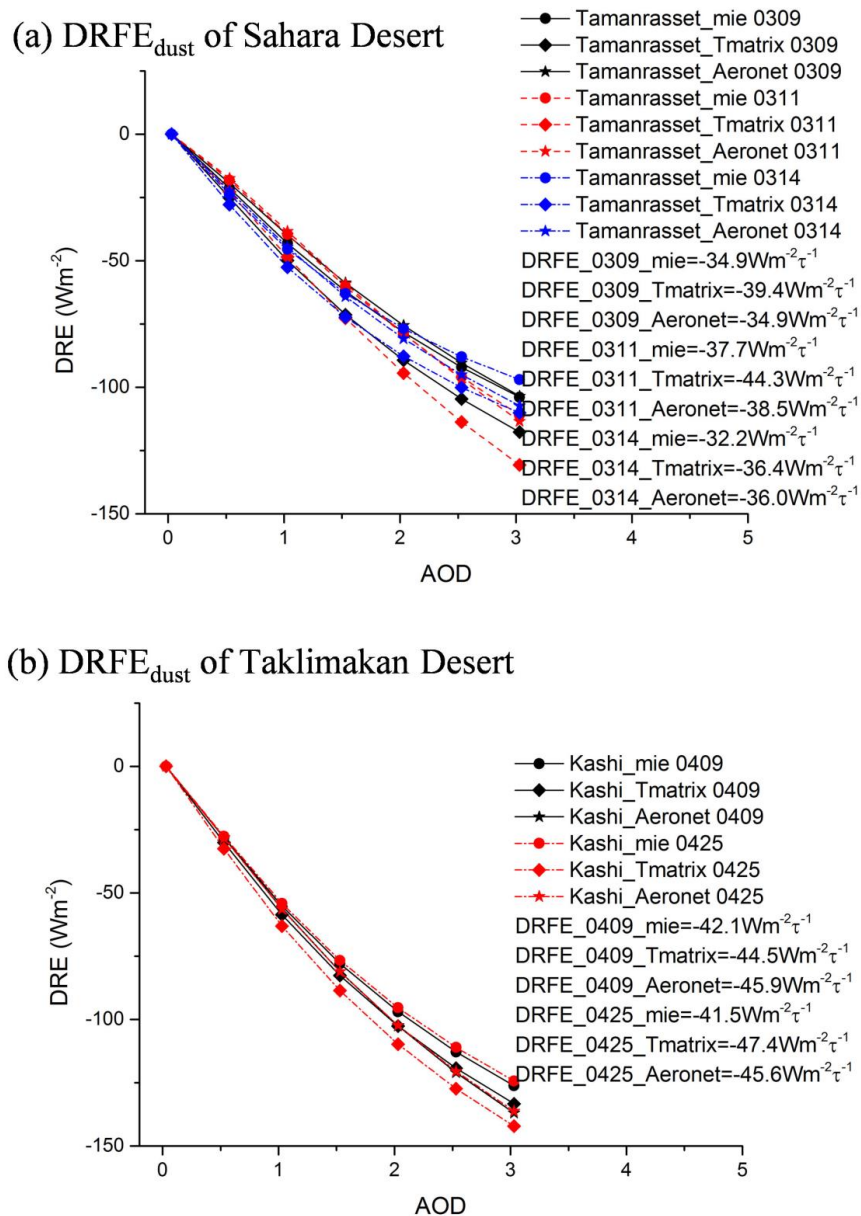 (a) DRFEdust of Sahara Desert
Tamanrasset_mie 0309
Tamanrasset_Tmatrix 0309
Tamanrasset_Aeronet 0309
Tamanrasset_mie 0311
Tamanrasset_Tmatrix 0311
Tamanrasset_Aeronet 0311
Tamanrasset_mie 0314
Tamanrasset_Tmatrix 0314
Tamanrasset_Aeronet 0314
DRFE_0309_mie=-34.9Wm⁻²τ⁻¹
DRFE_0309_Tmatrix=-39.4Wm⁻²τ⁻¹
DRFE_0309_Aeronet=-34.9Wm⁻²τ⁻¹
DRFE_0311_mie=-37.7Wm⁻²τ⁻¹
DRFE_0311_Tmatrix=-44.3Wm⁻²τ⁻¹
DRFE_0311_Aeronet=-38.5Wm⁻²τ⁻¹
DRFE_0314_mie=-32.2Wm⁻²τ⁻¹
DRFE_0314_Tmatrix=-36.4Wm⁻²τ⁻¹
DRFE_0314_Aeronet=-36.0Wm⁻²τ⁻¹
0
-50
-100
-150
DRE (Wm⁻²)
0 1 2 3 4 5
AOD
(b) DRFEdust of Taklimakan Desert
Kashi_mie 0409
Kashi_Tmatrix 0409
Kashi_Aeronet 0409
Kashi_mie 0425
Kashi_Tmatrix 0425
Kashi_Aeronet 0425
DRFE_0409_mie=-42.1Wm⁻²τ⁻¹
DRFE_0409_Tmatrix=-44.5Wm⁻²τ⁻¹
DRFE_0409_Aeronet=-45.9Wm⁻²τ⁻¹
DRFE_0425_mie=-41.5Wm⁻²τ⁻¹
DRFE_0425_Tmatrix=-47.4Wm⁻²τ⁻¹
DRFE_0425_Aeronet=-45.6Wm⁻²τ⁻¹
0
-50
-100
-150
DRE (Wm⁻²)
0 1 2 3 4 5
AOD